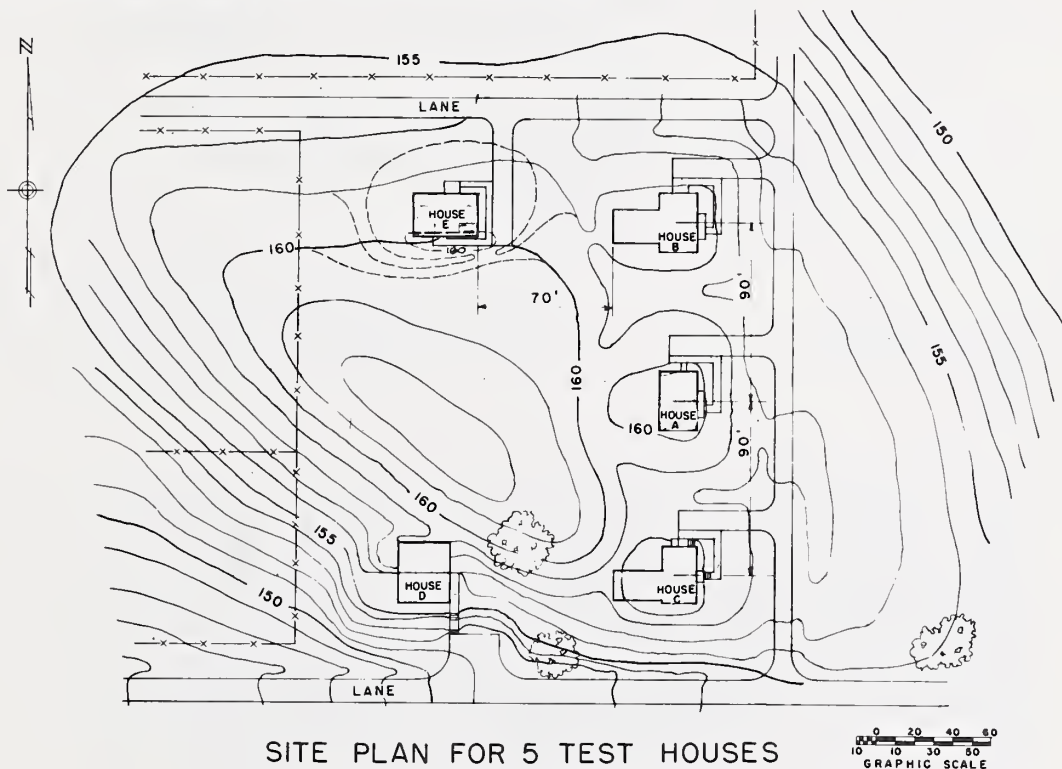 N
155
LANE
150
HOUSE
E
HOUSE
B
160
160
70'
90'
155
160
HOUSE
A
160
90'
160
155
HOUSE
D
HOUSE
C
150
LANE
SITE PLAN FOR 5 TEST HOUSES
0 20 40 60
10 10 30 50
GRAPHIC SCALE